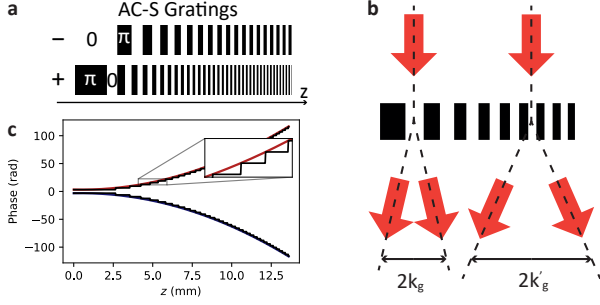 a
AC-S Gratings
− 0 π
+ π 0
z
b
2kg
2k′g
c
Phase (rad)
100
50
0
−50
−100
0.0 2.5 5.0 7.5 10.0 12.5
z (mm)